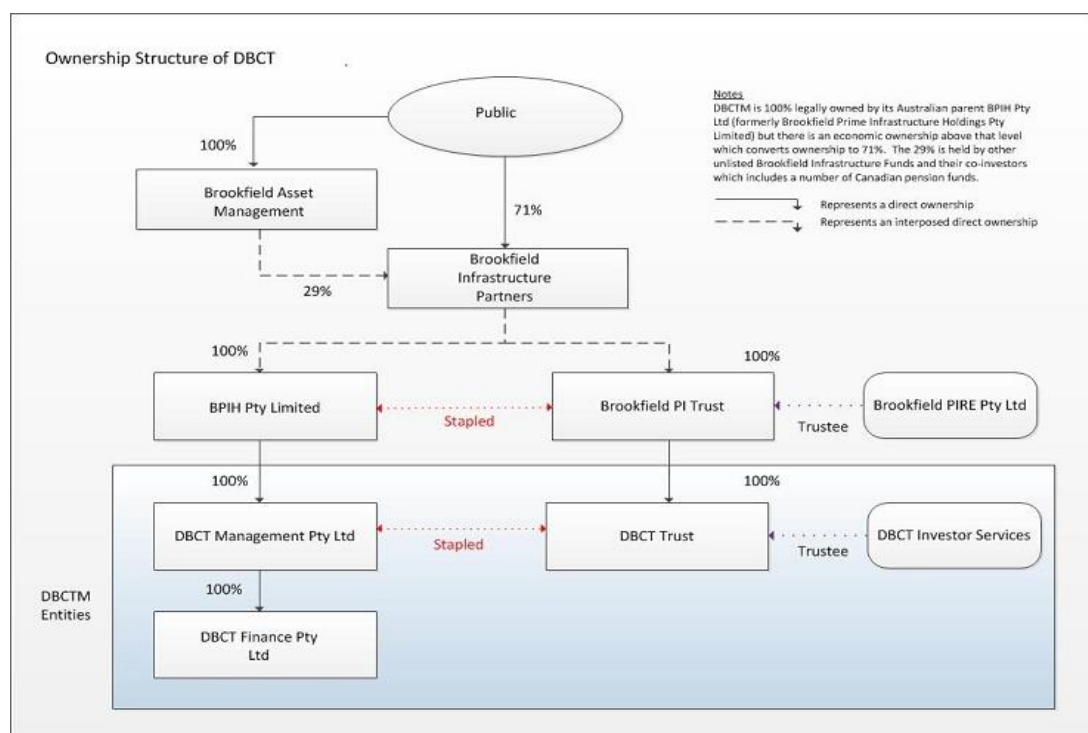 Ownership Structure of DBCT
Public
Notes
DBCTM is 100% legally owned by its Australian parent BPIH Pty
Ltd (formerly Brookfield Prime Infrastructure Holdings Pty
Limited) but there is an economic ownership above that level
which converts ownership to 71%. The 29% is held by other
unlisted Brookfield Infrastructure Funds and their co-investors
which includes a number of Canadian pension funds.
Represents a direct ownership
Represents an interposed direct ownership
100%
Brookfield Asset
Management
71%
29%
Brookfield
Infrastructure
Partners
100%
100%
BPIH Pty Limited
Stapled
Brookfield PI Trust
Trustee
Brookfield PIRE Pty Ltd
100%
100%
DBCT Management Pty Ltd
Stapled
DBCT Trust
Trustee
DBCT Investor Services
100%
DBCTM
Entities
DBCT Finance Pty
Ltd